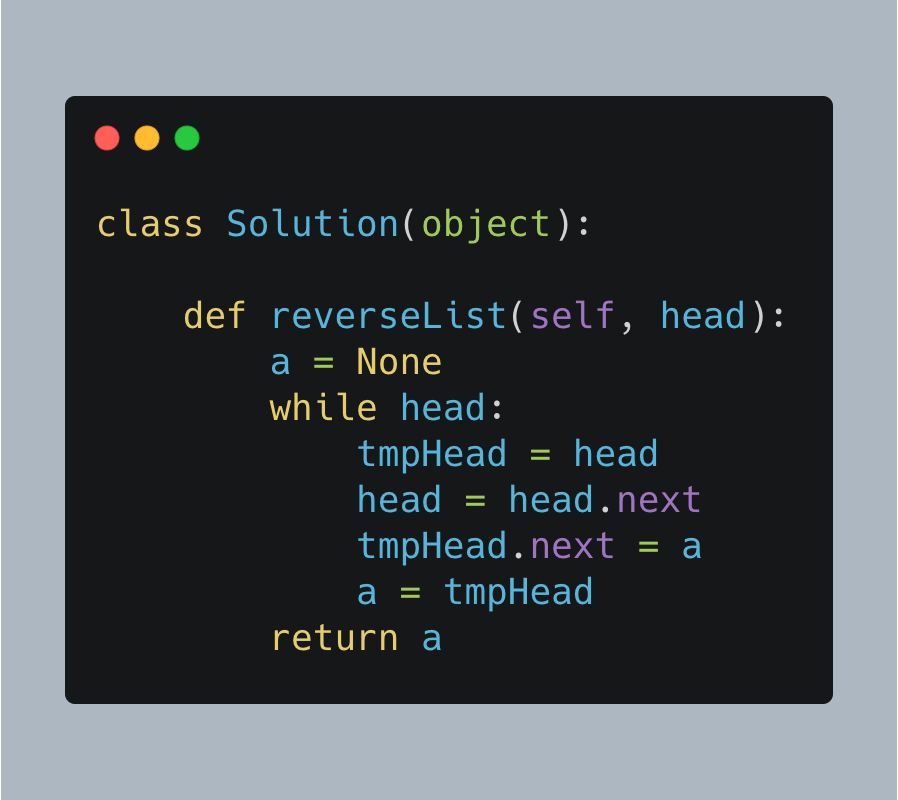 class Solution(object):
    def reverseList(self, head):
        a = None
        while head:
            tmpHead = head
            head = head.next
            tmpHead.next = a
            a = tmpHead
        return a